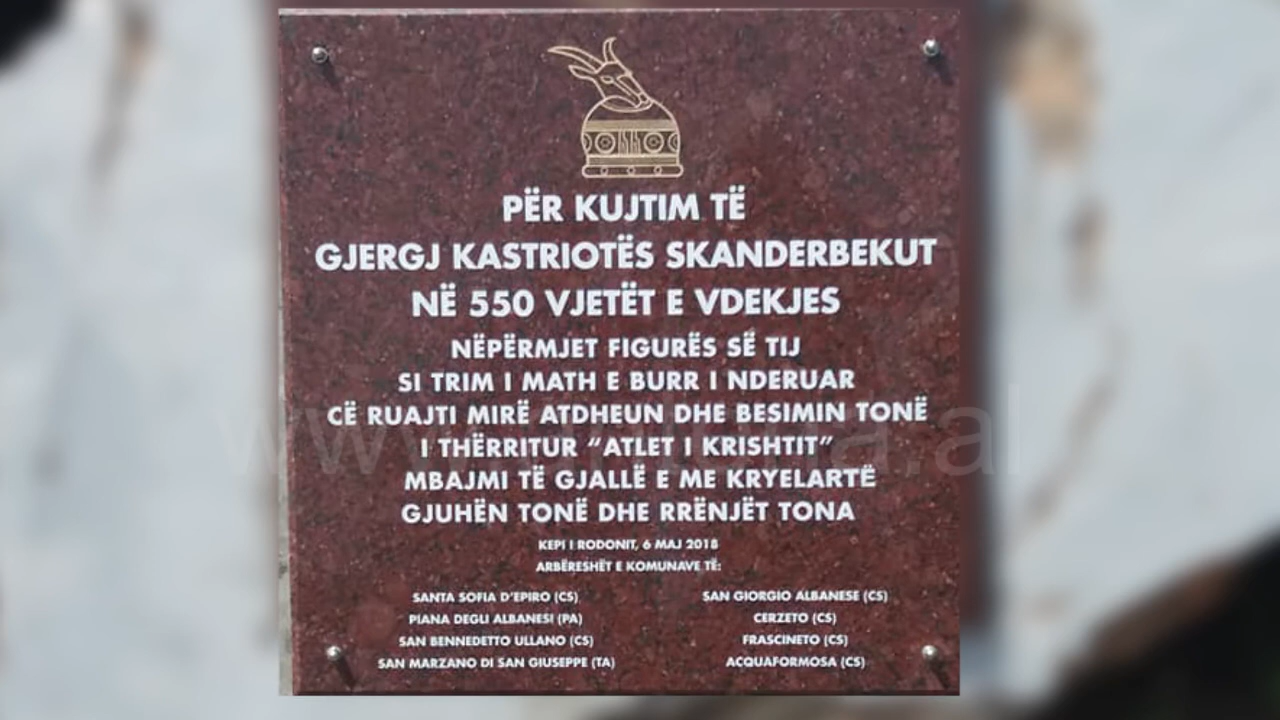 PËR KUJTIM TË
GJERGJ KASTRIOTËS SKANDERBEKUT
NË 550 VJETËT E VDEKJES
NËPËRMJET FIGURËS SË TIJ
SI TRIM I MATH E BURR I NDERUAR
CË RUAJTI MIRË ATDHEUN DHE BESIMIN TONË
I THËRRITUR “ATLET I KRISHTIT”
MBAJMI TË GJALLË E ME KRYELARTË
GJUHËN TONË DHE RRËNJËT TONA
KEPI I RODONIT, 6 MAJ 2018
ARBËRESHËT E KOMUNAVE TË:
SANTA SOFIA D'EPIRO (CS)
PIANA DEGLI ALBANESI (PA)
SAN BENNEDETTO ULLANO (CS)
SAN MARZANO DI SAN GIUSEPPE (TA)
SAN GIORGIO ALBANESE (CS)
CERZETO (CS)
FRASCINETO (CS)
ACQUAFORMOSA (CS)